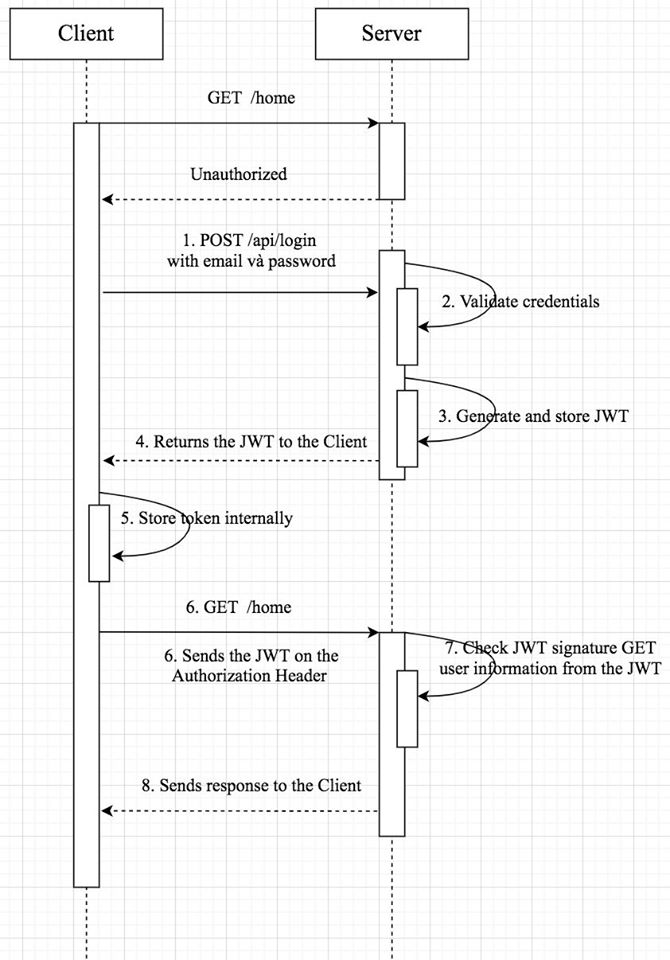 Client
Server
GET /home
Unauthorized
1. POST /api/login
with email và password
2. Validate credentials
3. Generate and store JWT
4. Returns the JWT to the Client
5. Store token internally
6. GET /home
6. Sends the JWT on the
Authorization Header
7. Check JWT signature GET
user information from the JWT
8. Sends response to the Client